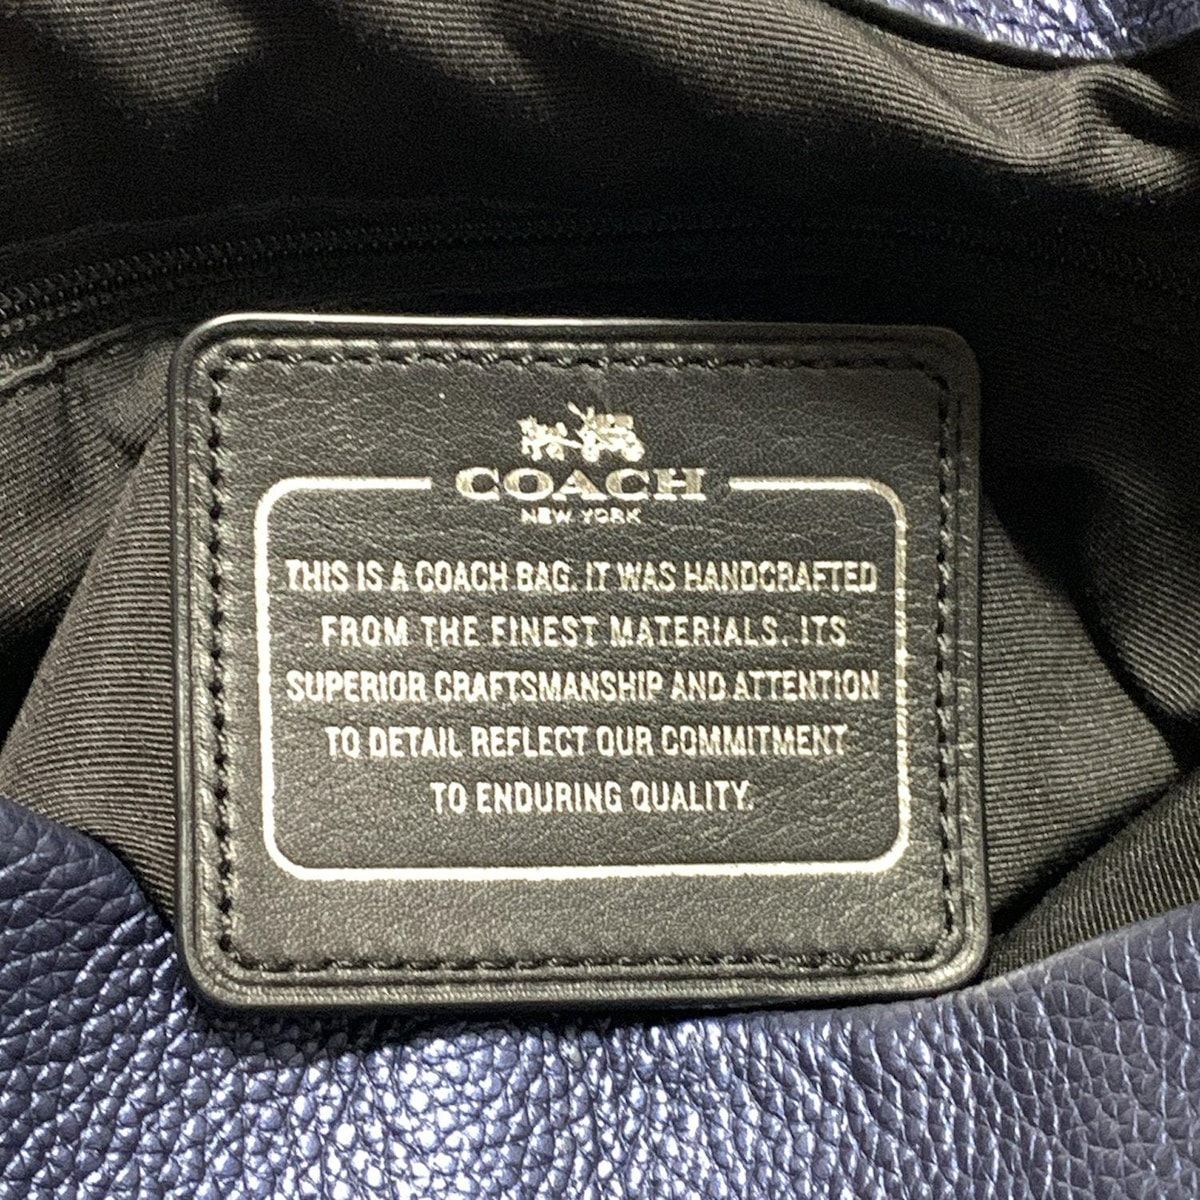 COACH
NEW YORK
THIS IS A COACH BAG. IT WAS HANDCRAFTED
FROM THE FINEST MATERIALS. ITS
SUPERIOR CRAFTSMANSHIP AND ATTENTION
TO DETAIL REFLECT OUR COMMITMENT
TO ENDURING QUALITY.